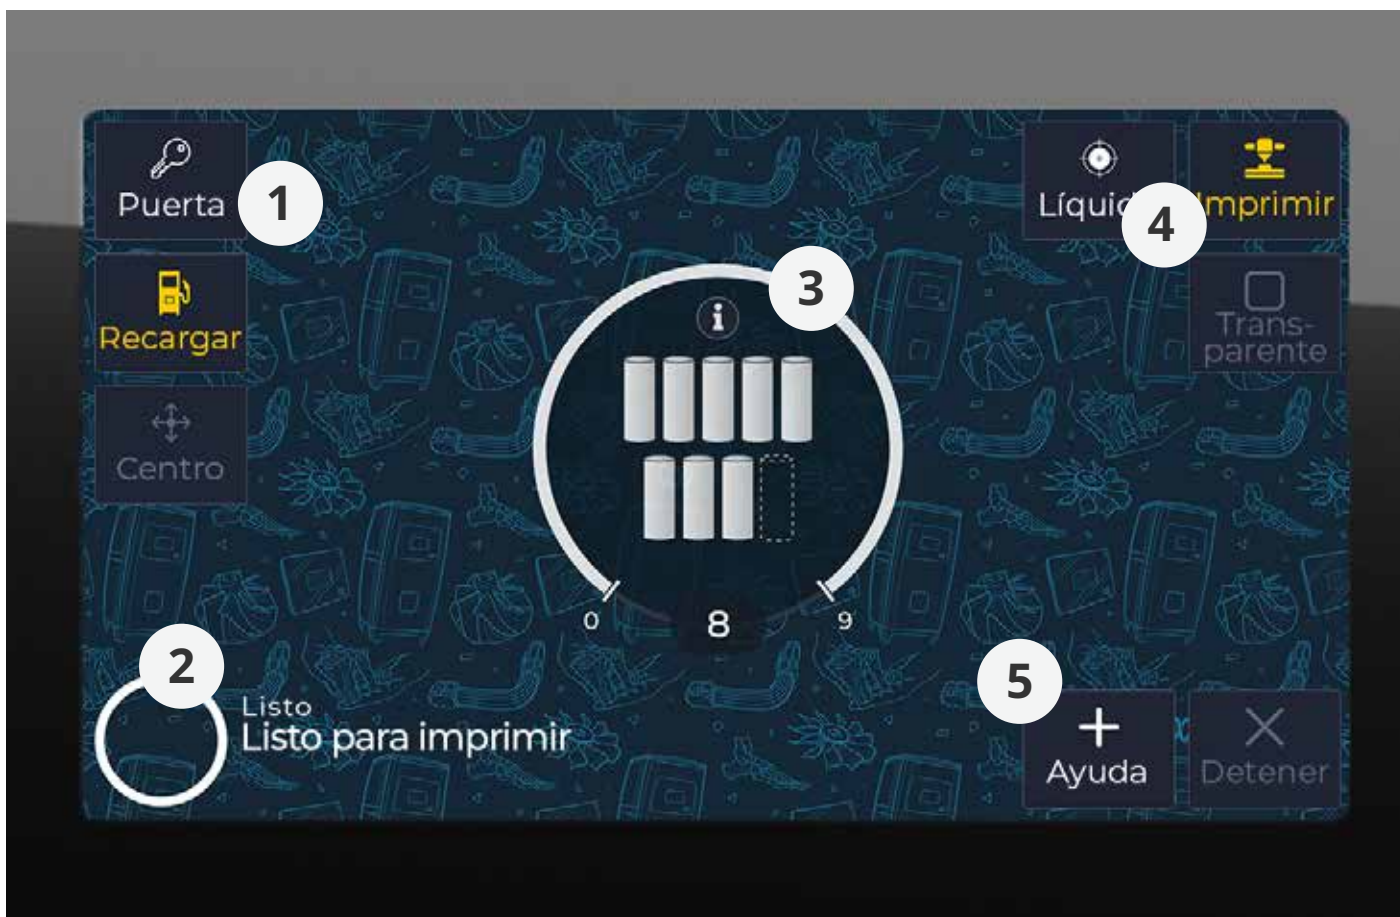 Puerta
1
Recargar
Centro
2
Listo
Listo para imprimir
3
i
0
8
9
Líquid
4
Imprimir
Trans-
parente
5
Ayuda
Detener